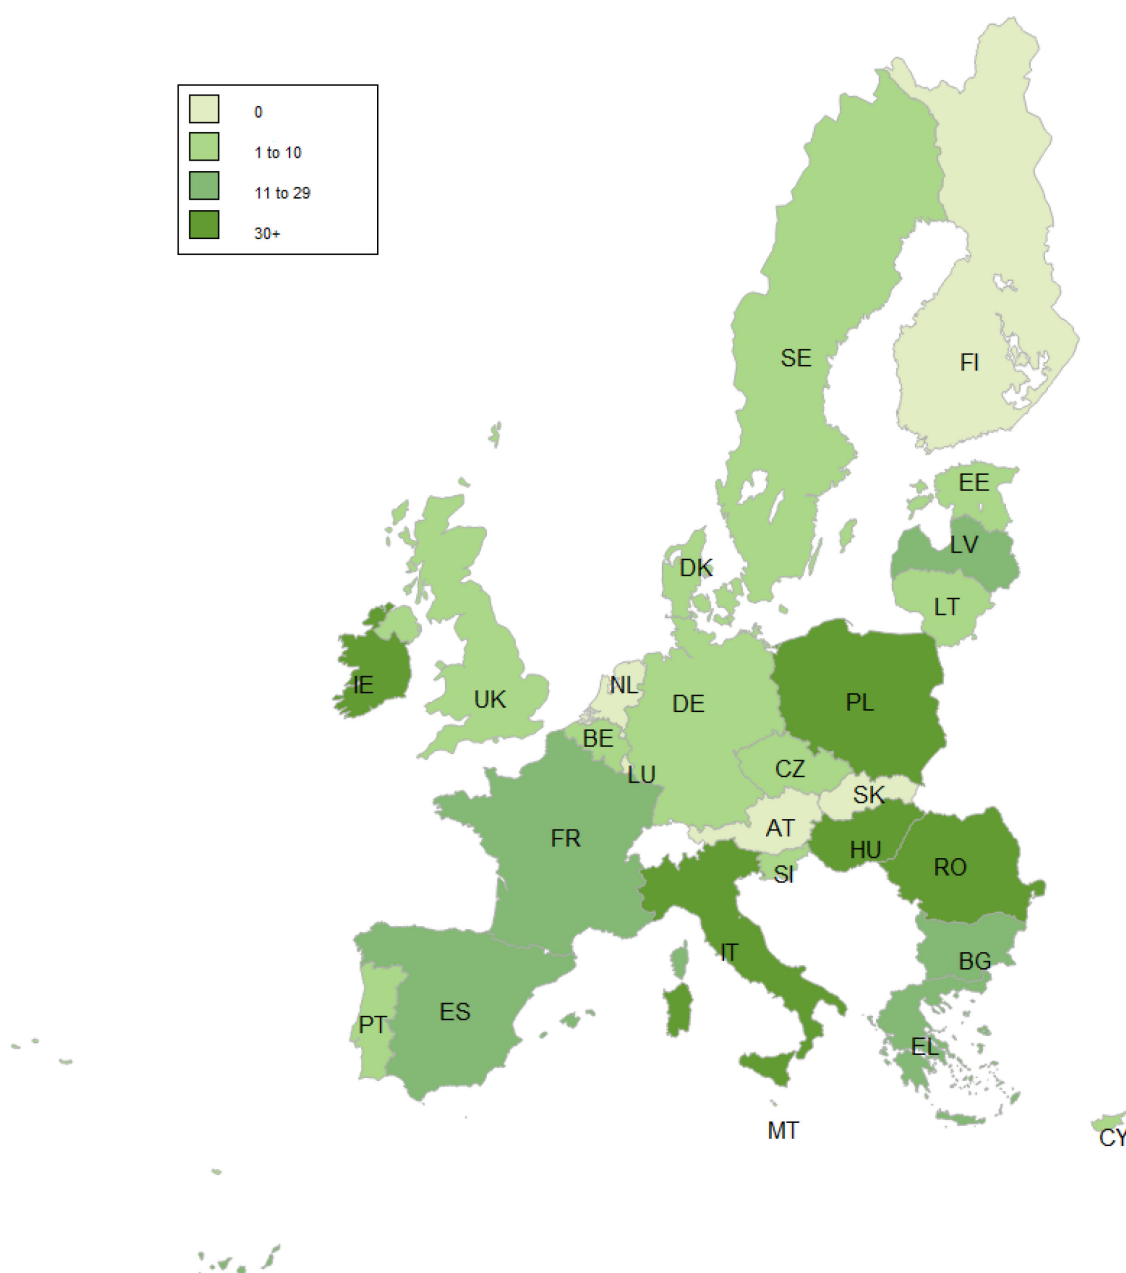 0
1 to 10
11 to 29
30+
SE
FI
EE
LV
DK
LT
IE
NL
UK
DE
PL
BE
LU
CZ
SK
AT
FR
HU
SI
RO
IT
BG
ES
PT
EL
MT
CY